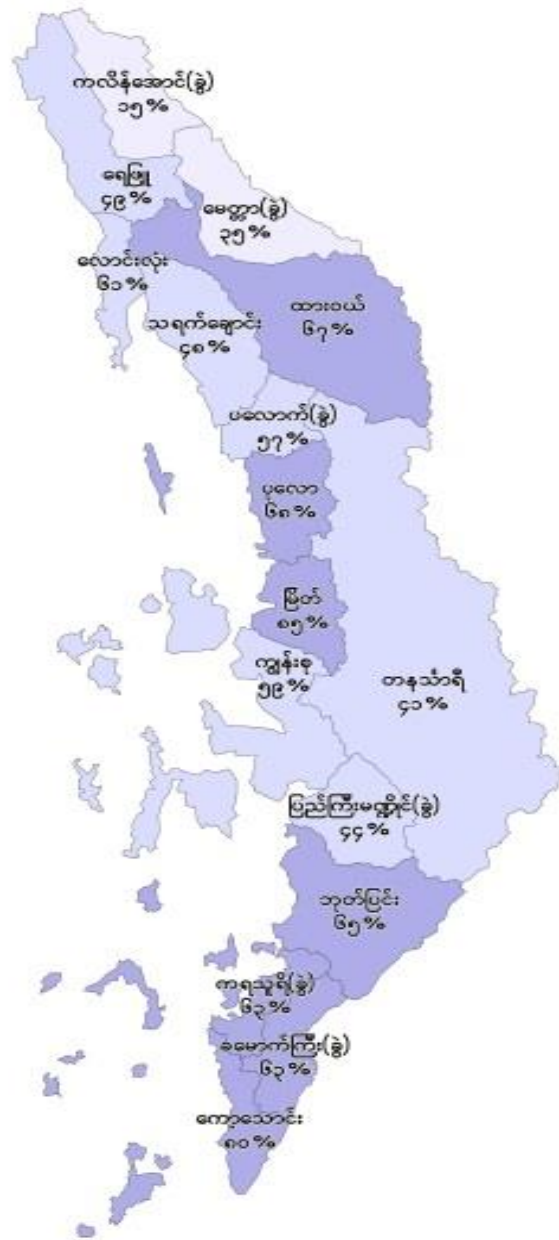 ကလိန်အောင်(ခွဲ)
၁၅%
ရေဖြူ
၄၉%
မေတ္တာ(ခွဲ)
၃၅%
လောင်းလုံး
၆၁%
ထားဝယ်
၆၇%
သရက်ချောင်း
၄၈%
ပလောက်(ခွဲ)
၅၇%
ပုလော
၆၈%
မြိတ်
၈၅%
ကျွန်းစု
၅၉%
တနင်္သာရီ
၄၁%
ပြည်ကြီးမဏ္ဍိုင်(ခွဲ)
၄၄%
ဘုတ်ပြင်း
၆၅%
ကရသူရိ(ခွဲ)
၆၃%
ခမောက်ကြီး(ခွဲ)
၆၃%
ကော့သောင်း
၈၀%